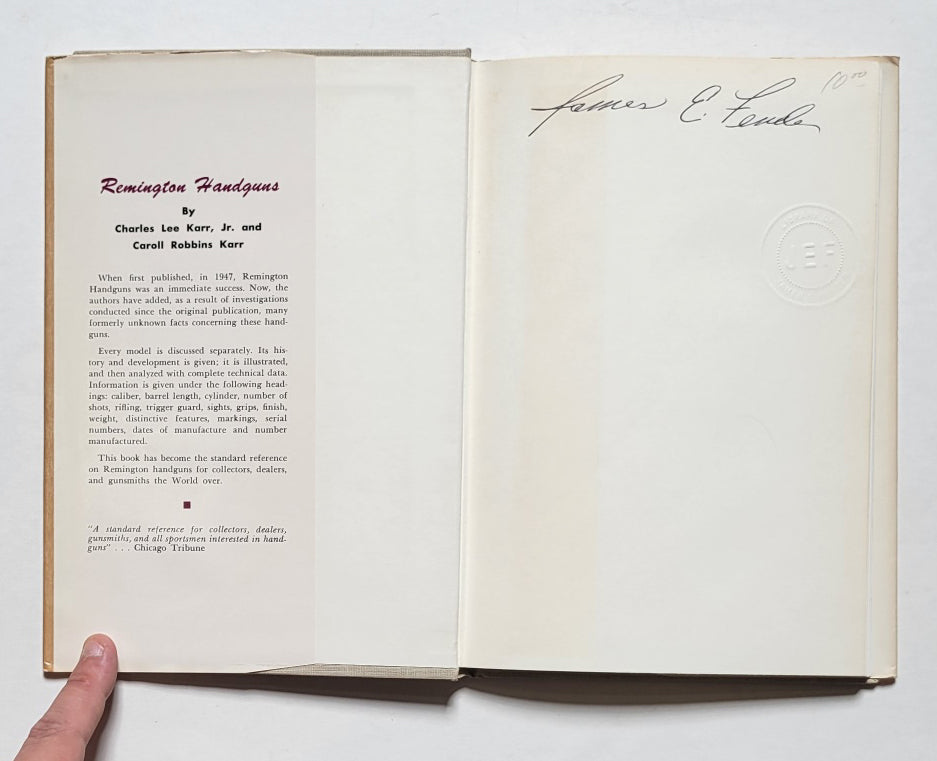 Remington Handguns
By
Charles Lee Karr, Jr. and
Caroll Robbins Karr
When first published, in 1947, Remington
Handguns was an immediate success. Now, the
authors have added, as a result of investigations
conducted since the original publication, many
formerly unknown facts concerning these hand-
guns.
Every model is discussed separately. Its his-
tory and development is given; it is illustrated,
and then analyzed with complete technical data.
Information is given under the following head-
ings: caliber, barrel length, cylinder, number of
shots, rifling, trigger guard, sights, grips, finish,
weight, distinctive features, markings, serial
numbers, dates of manufacture and number
manufactured.
This book has become the standard reference
on Remington handguns for collectors, dealers,
and gunsmiths the World over.
"A standard reference for collectors, dealers,
gunsmiths, and all sportsmen interested in hand-
guns" . . . Chicago Tribune
James E. Fender
10.00
LIBRARY OF
JEF